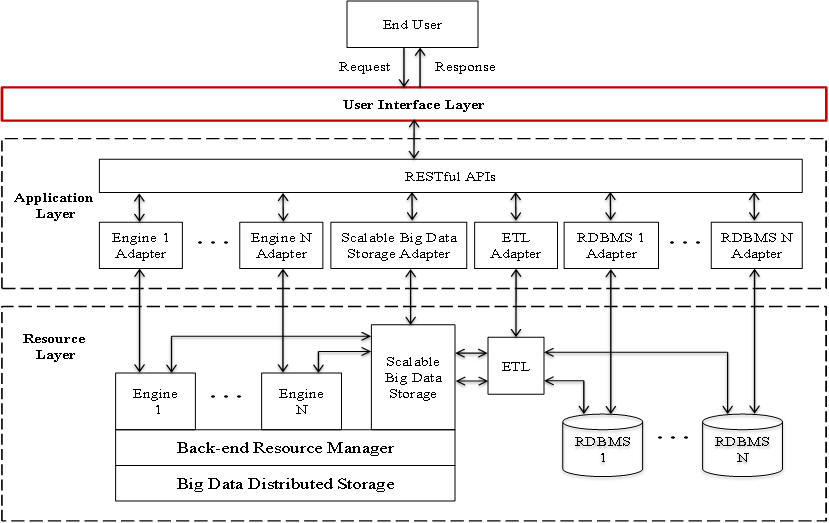 End User
Request
Response
User Interface Layer
RESTful APIs
Application
Layer
Engine 1
Adapter
. . .
Engine N
Adapter
Scalable Big Data
Storage Adapter
ETL
Adapter
RDBMS 1
Adapter
. . .
RDBMS N
Adapter
Resource
Layer
Scalable
Big Data
Storage
ETL
Engine
1
. . .
Engine
N
RDBMS
1
. . .
RDBMS
N
Back-end Resource Manager
Big Data Distributed Storage